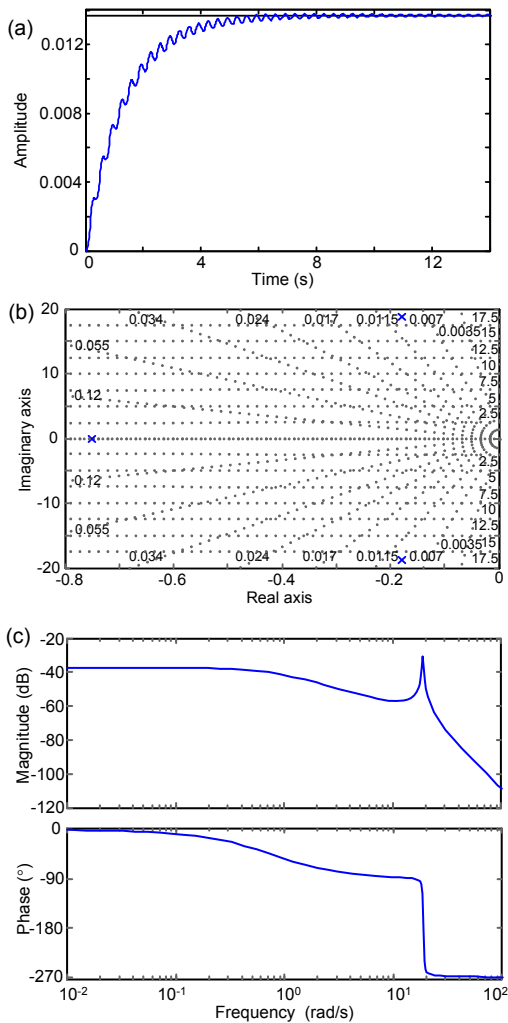 (a)
0.012
0.008
0.004
0
Amplitude
0 2 4 6 8 10 12
Time (s)
(b)
20
10
0
-10
-20
Imaginary axis
0.034 0.024 0.017 0.0115 0.007 17.5
0.0035 15
0.055 12.5
10
0.12 7.5
5
2.5
2.5
0.12 5
7.5
10
0.055 12.5
0.0035 15
0.034 0.024 0.017 0.0115 0.007 17.5
-0.8 -0.6 -0.4 -0.2 0
Real axis
(c)
-20
-40
-60
-80
-100
-120
Magnitude (dB)
0
-90
-180
-270
Phase (°)
10-2 10-1 100 101 102
Frequency (rad/s)